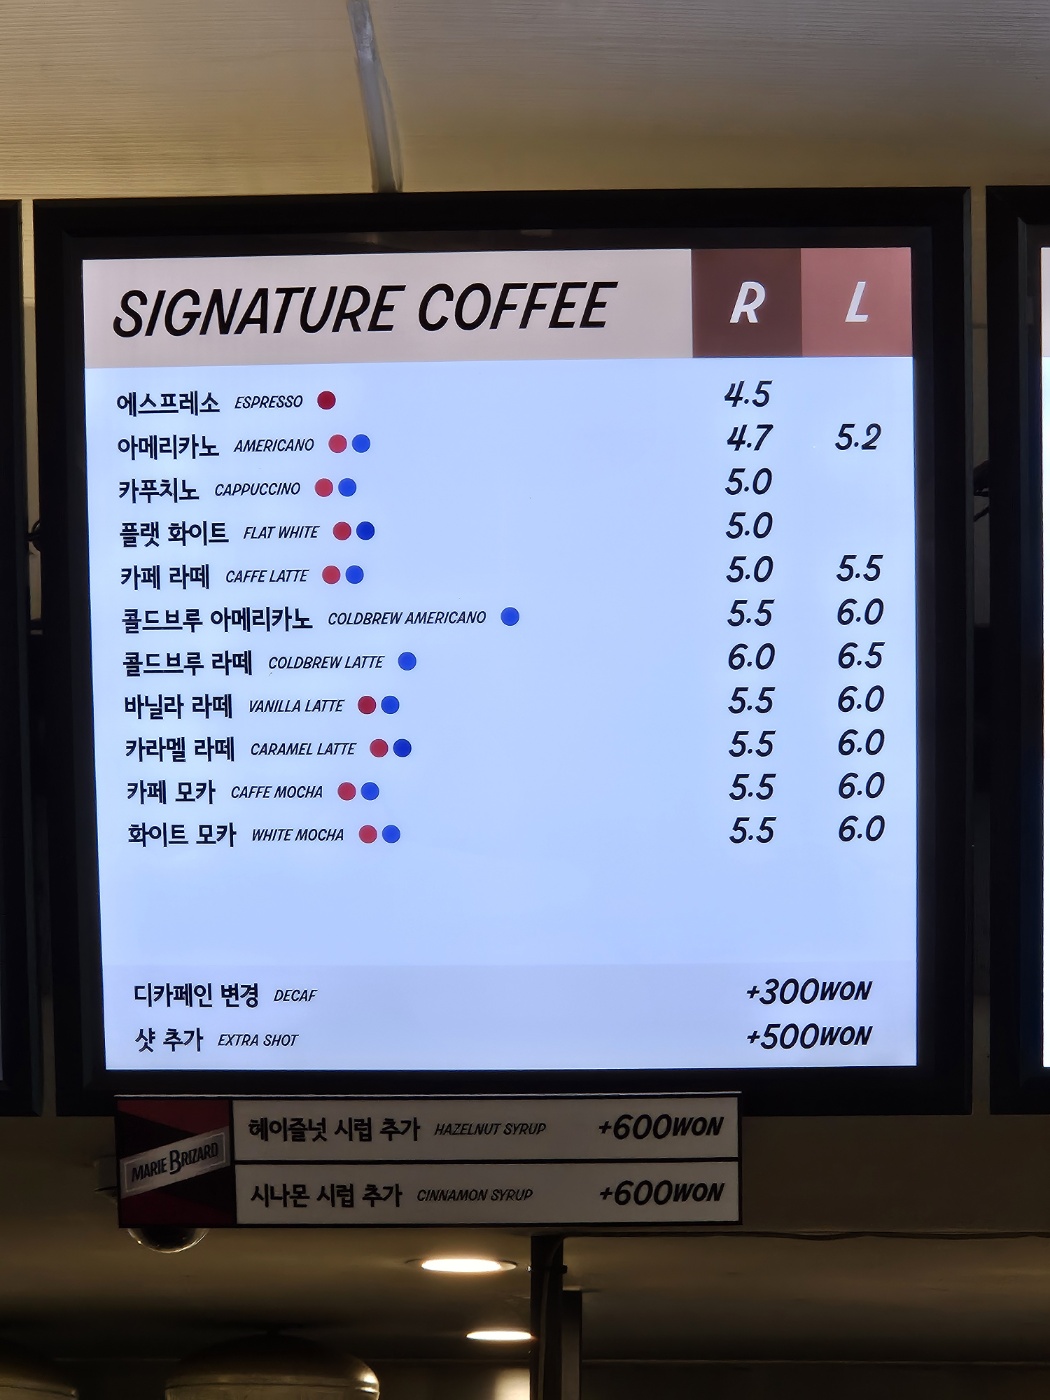 SIGNATURE COFFEE R L
에스프레소 ESPRESSO 4.5
아메리카노 AMERICANO 4.7 5.2
카푸치노 CAPPUCCINO 5.0
플랫 화이트 FLAT WHITE 5.0
카페 라떼 CAFFE LATTE 5.0 5.5
콜드브루 아메리카노 COLDBREW AMERICANO 5.5 6.0
콜드브루 라떼 COLDBREW LATTE 6.0 6.5
바닐라 라떼 VANILLA LATTE 5.5 6.0
카라멜 라떼 CARAMEL LATTE 5.5 6.0
카페 모카 CAFFE MOCHA 5.5 6.0
화이트 모카 WHITE MOCHA 5.5 6.0
디카페인 변경 DECAF +300WON
샷 추가 EXTRA SHOT +500WON
MARIE BRIZARD
헤이즐넛 시럽 추가 HAZELNUT SYRUP +600WON
시나몬 시럽 추가 CINNAMON SYRUP +600WON